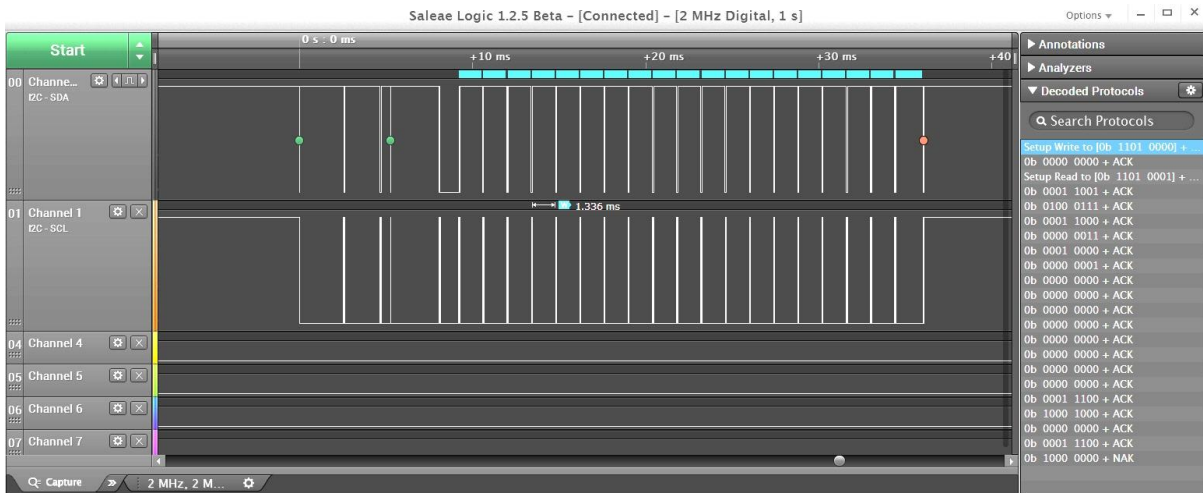 Saleae Logic 1.2.5 Beta - [Connected] - [2 MHz Digital, 1 s]
Options
Start
0 s : 0 ms
+10 ms
+20 ms
+30 ms
+40
00 Channe...
I2C - SDA
01 Channel 1
I2C - SCL
1.336 ms
04 Channel 4
05 Channel 5
06 Channel 6
07 Channel 7
Capture
2 MHz, 2 M...
Annotations
Analyzers
Decoded Protocols
Search Protocols
Setup Write to [0b 1101 0000] + ...
0b 0000 0000 + ACK
Setup Read to [0b 1101 0001] + ...
0b 0001 1001 + ACK
0b 0100 0111 + ACK
0b 0001 1000 + ACK
0b 0000 0011 + ACK
0b 0001 0000 + ACK
0b 0000 0001 + ACK
0b 0000 0000 + ACK
0b 0000 0000 + ACK
0b 0000 0000 + ACK
0b 0000 0000 + ACK
0b 0000 0000 + ACK
0b 0000 0000 + ACK
0b 0000 0000 + ACK
0b 0000 0000 + ACK
0b 0001 1100 + ACK
0b 1000 1000 + ACK
0b 0000 0000 + ACK
0b 0001 1100 + ACK
0b 1000 0000 + NAK